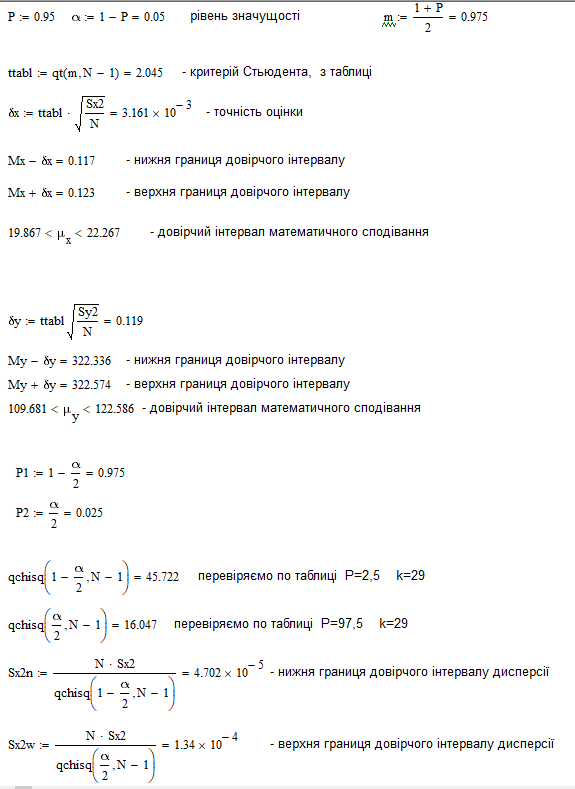 P := 0.95 α := 1 − P = 0.05 рівень значущості m := (1 + P)/2 = 0.975
ttabl := qt(m,N − 1) = 2.045 - критерій Стьюдента, з таблиці
δx := ttabl · √(Sx2/N) = 3.161 × 10^−3 - точність оцінки
Mx − δx = 0.117 - нижня границя довірчого інтервалу
Mx + δx = 0.123 - верхня границя довірчого інтервалу
19.867 < μ_x < 22.267 - довірчий інтервал математичного сподівання
δy := ttabl √(Sy2/N) = 0.119
My − δy = 322.336 - нижня границя довірчого інтервалу
My + δy = 322.574 - верхня границя довірчого інтервалу
109.681 < μ_y < 122.586 - довірчий інтервал математичного сподівання
P1 := 1 − α/2 = 0.975
P2 := α/2 = 0.025
qchisq(1 − α/2, N − 1) = 45.722 перевіряємо по таблиці P=2,5 k=29
qchisq(α/2, N − 1) = 16.047 перевіряємо по таблиці P=97,5 k=29
Sx2n := N · Sx2/qchisq(1 − α/2, N − 1) = 4.702 × 10^−5 - нижня границя довірчого інтервалу дисперсії
Sx2w := N · Sx2/qchisq(α/2, N − 1) = 1.34 × 10^−4 - верхня границя довірчого інтервалу дисперсії